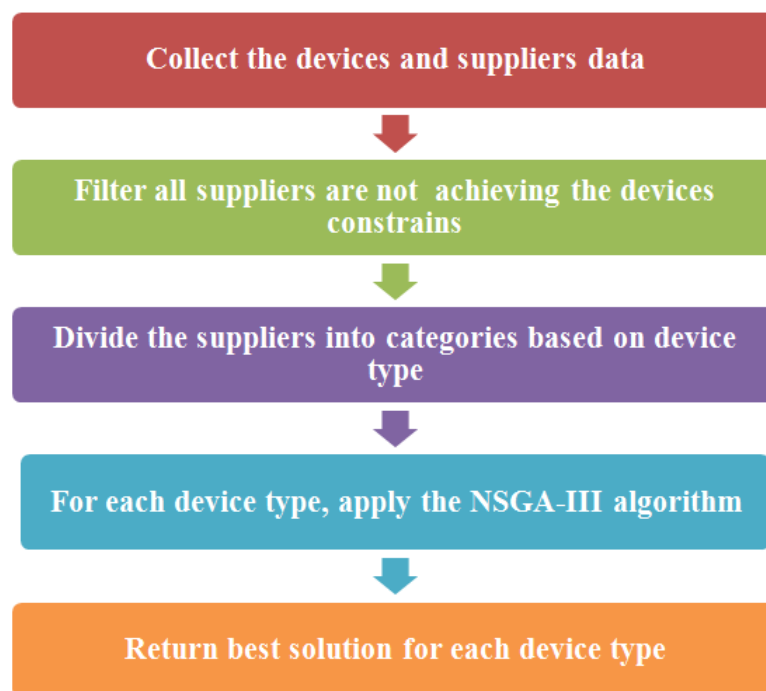 Collect the devices and suppliers data
Filter all suppliers are not achieving the devices
constrains
Divide the suppliers into categories based on device
type
For each device type, apply the NSGA-III algorithm
Return best solution for each device type